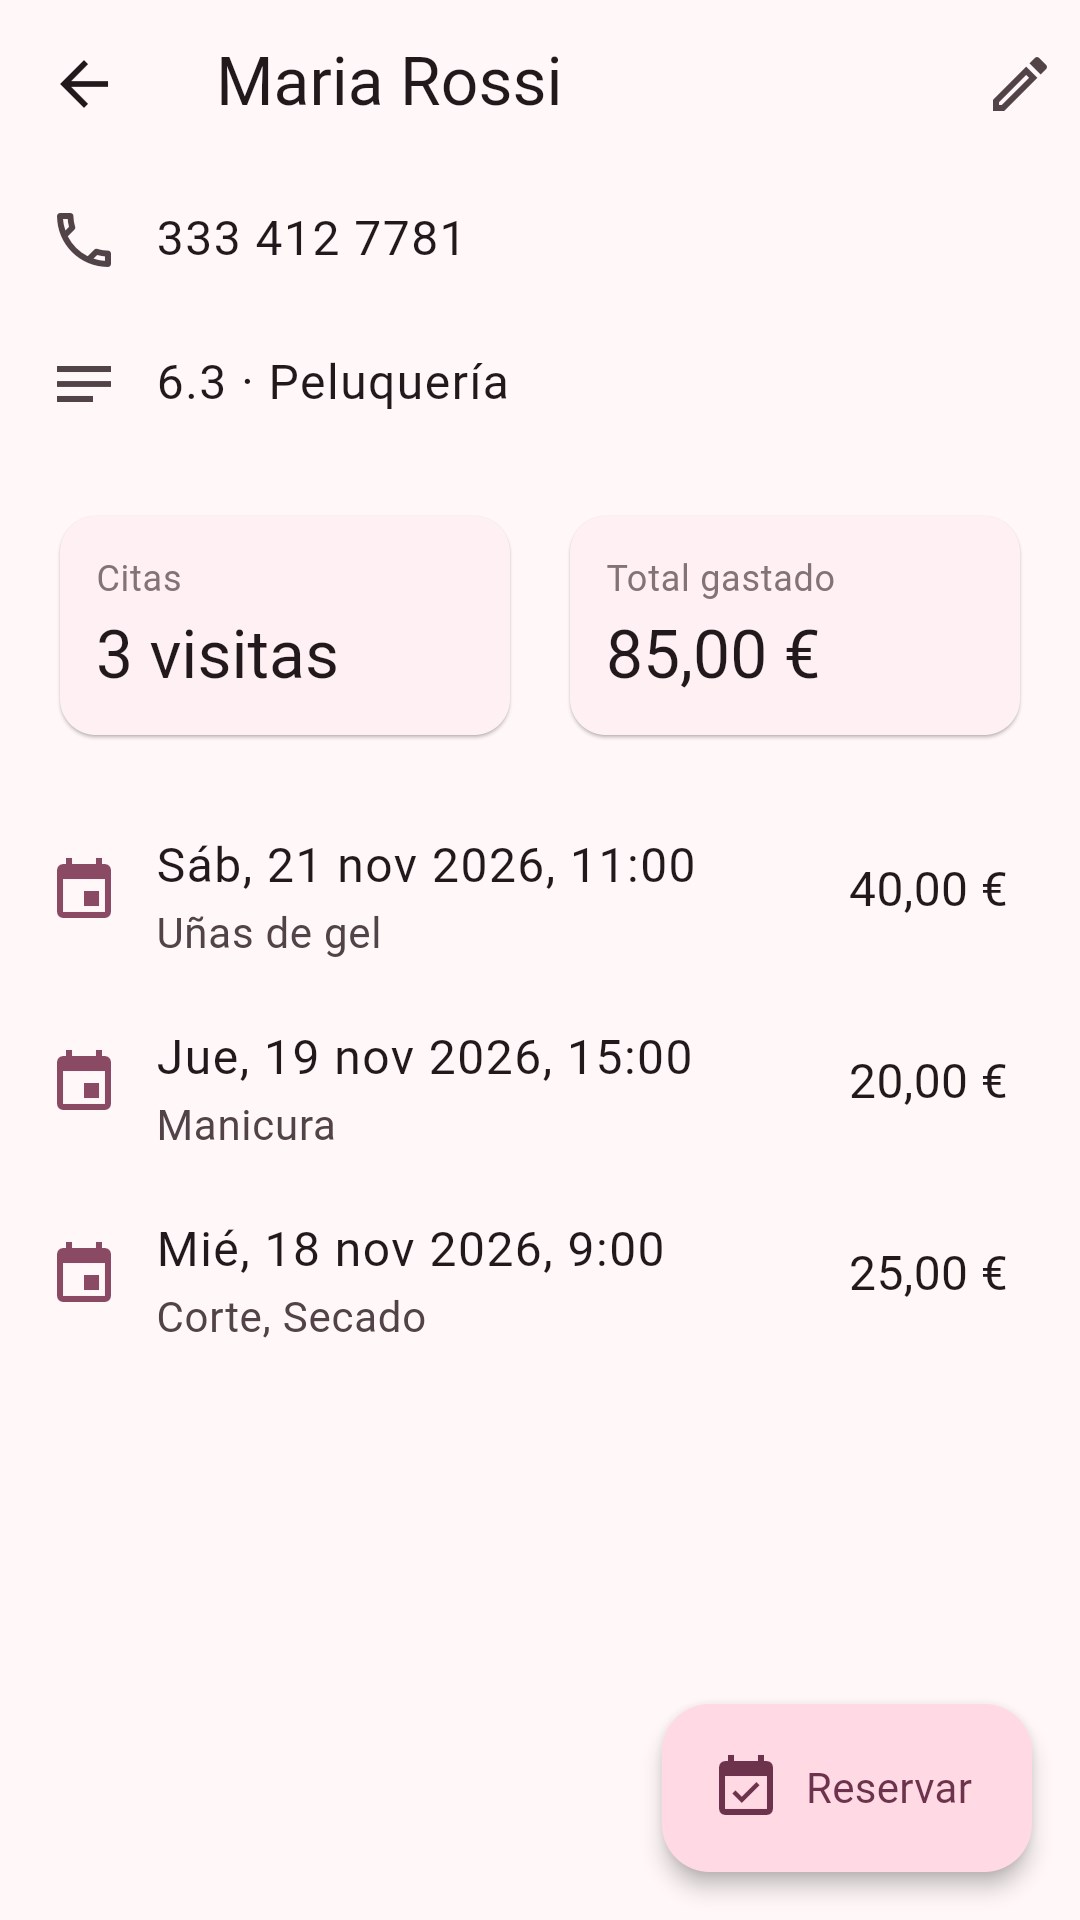 Maria Rossi
333 412 7781
6.3 · Peluquería
Citas
3 visitas
Total gastado
85,00 €
Sáb, 21 nov 2026, 11:00
Uñas de gel
40,00 €
Jue, 19 nov 2026, 15:00
Manicura
20,00 €
Mié, 18 nov 2026, 9:00
Corte, Secado
25,00 €
Reservar